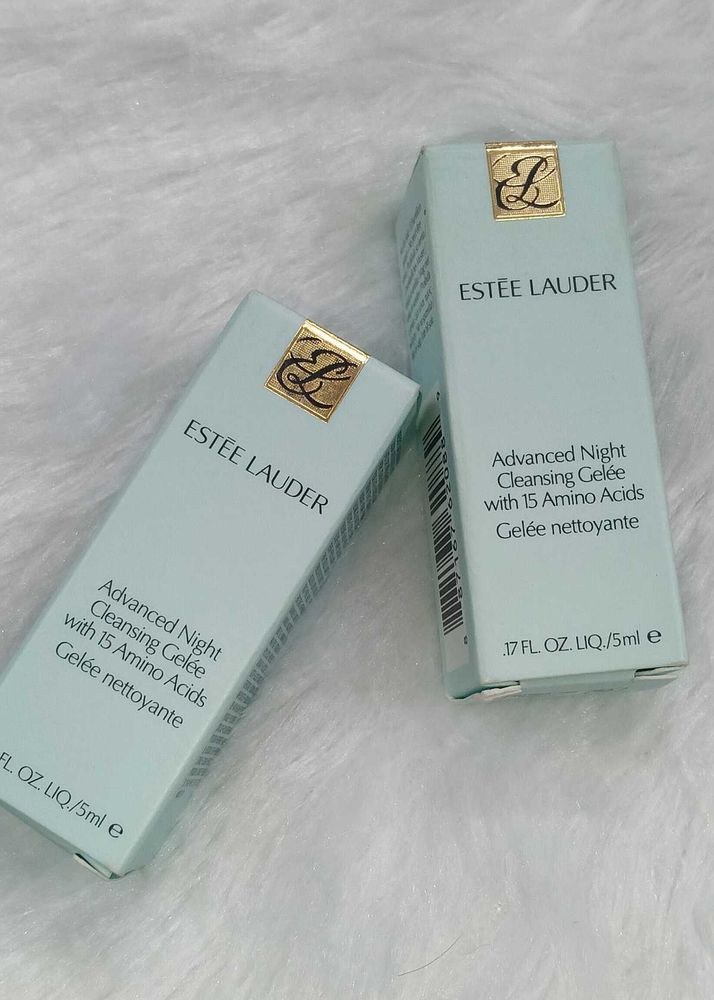 EL
ESTĒE LAUDER
Advanced Night
Cleansing Gelée
with 15 Amino Acids
Gelée nettoyante
FL. OZ. LIQ./5ml e
EL
ESTĒE LAUDER
Advanced Night
Cleansing Gelée
with 15 Amino Acids
Gelée nettoyante
.17 FL. OZ. LIQ./5ml e